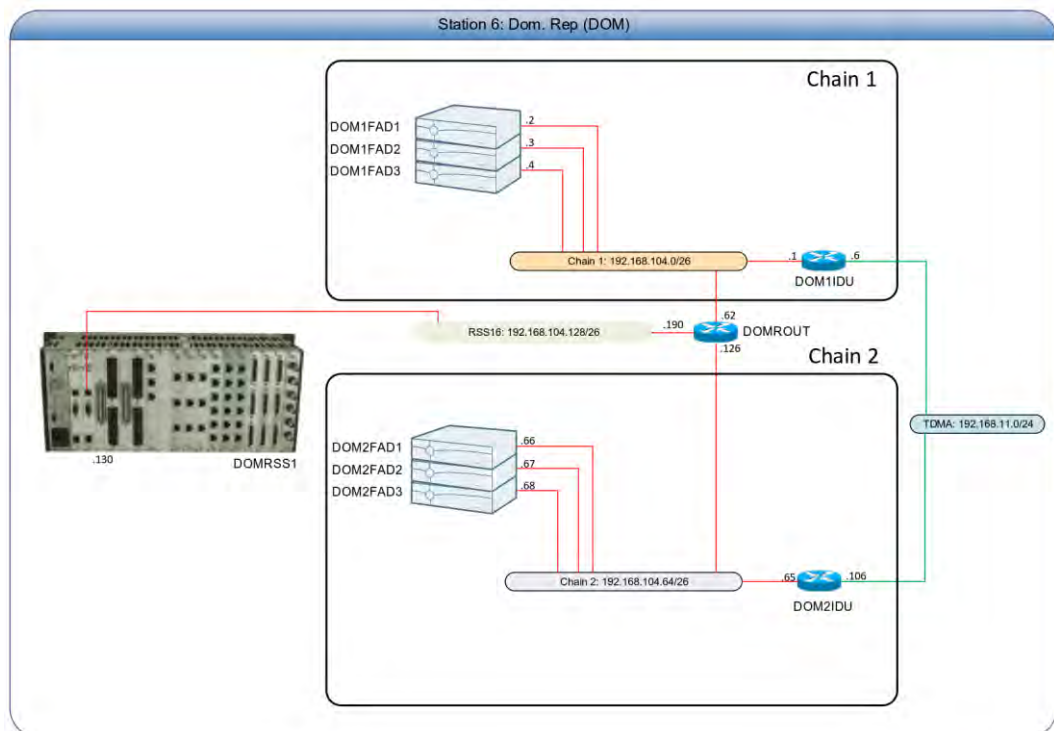 Station 6: Dom. Rep (DOM)
Chain 1
DOM1FAD1
.2
DOM1FAD2
.3
DOM1FAD3
.4
Chain 1: 192.168.104.0/26
.1
.6
DOM1IDU
.62
RSS16: 192.168.104.128/26
.190
DOMROUT
.126
Chain 2
TDMA: 192.168.11.0/24
DOM2FAD1
.66
DOM2FAD2
.67
DOM2FAD3
.68
.130
DOMRSS1
Chain 2: 192.168.104.64/26
.65
.106
DOM2IDU